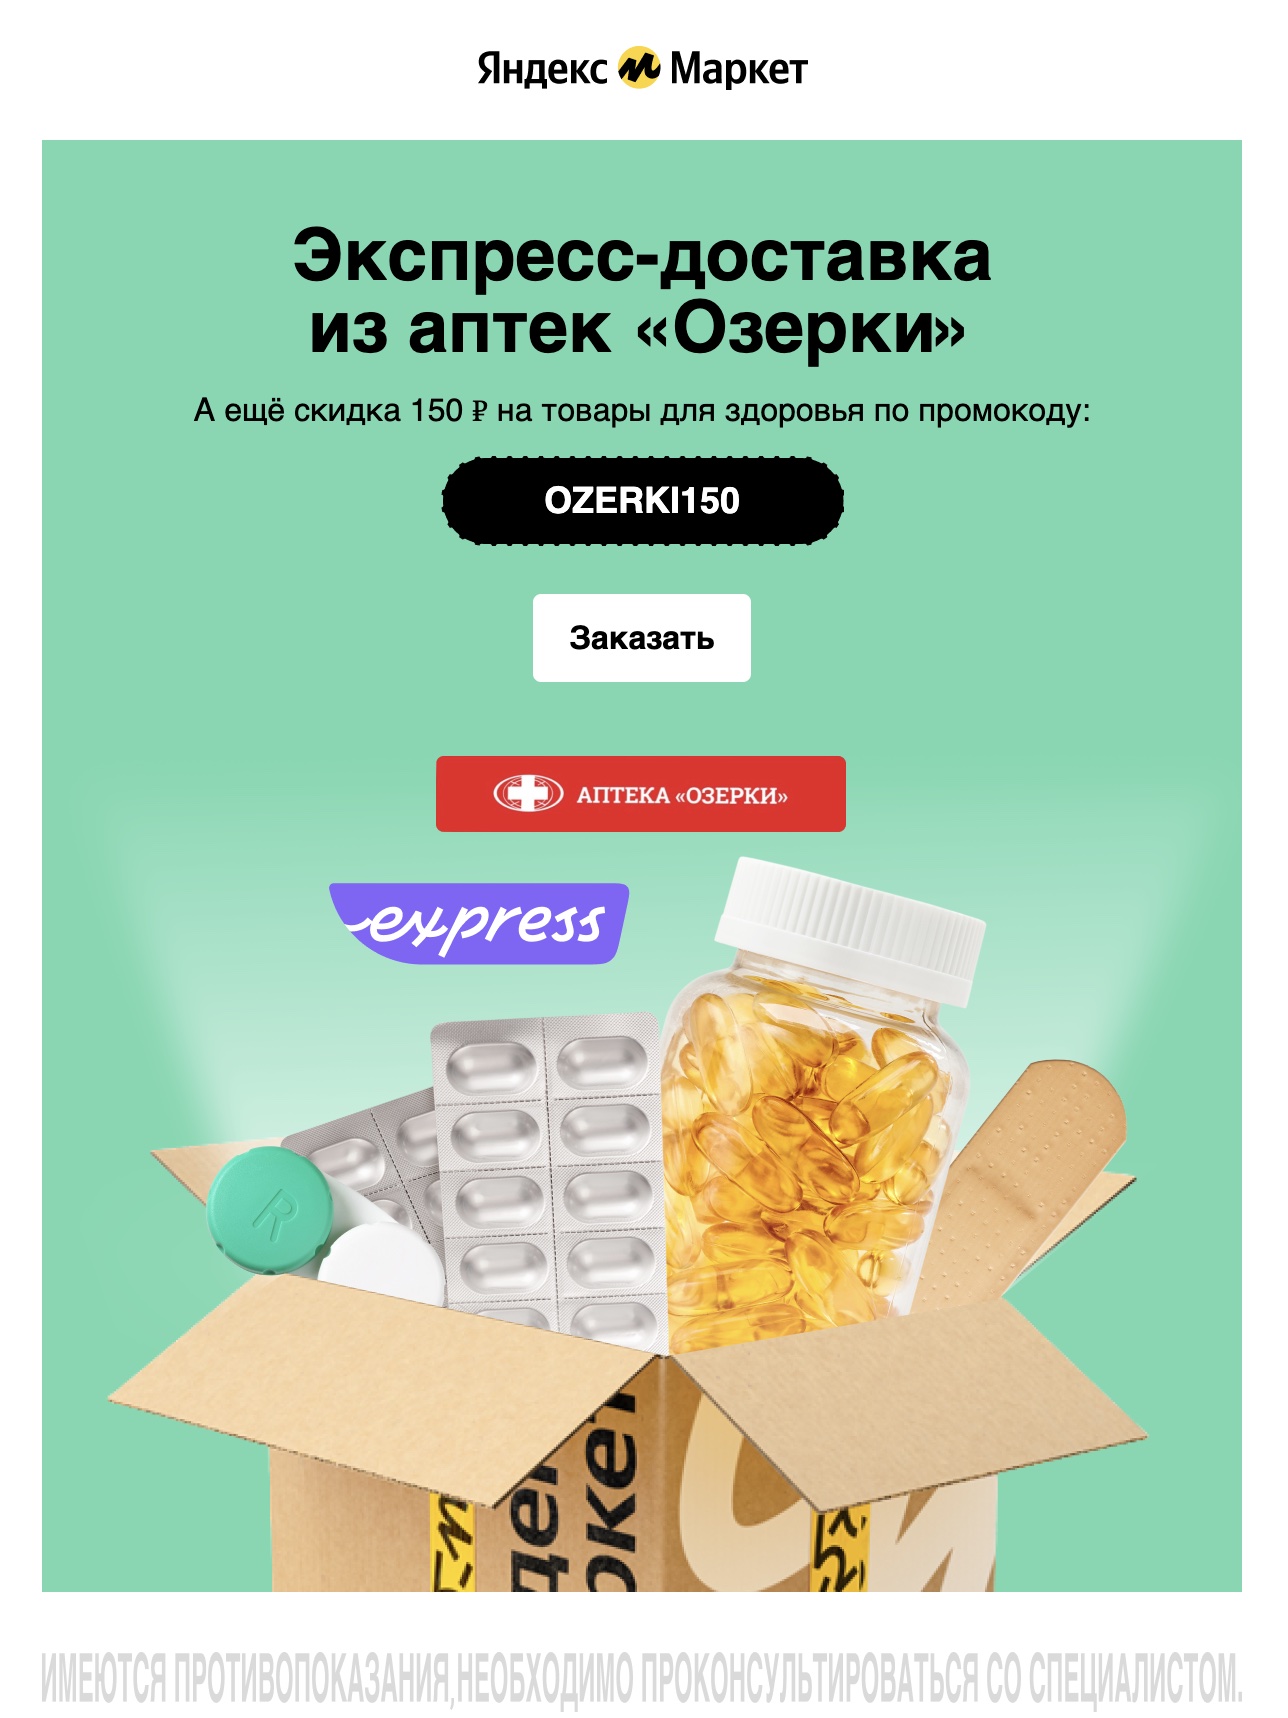 Яндекс Маркет
Экспресс-доставка
из аптек «Озерки»
А ещё скидка 150 ₽ на товары для здоровья по промокоду:
OZERKI150
Заказать
АПТЕКА «ОЗЕРКИ»
express
R
ИМЕЮТСЯ ПРОТИВОПОКАЗАНИЯ, НЕОБХОДИМО ПРОКОНСУЛЬТИРОВАТЬСЯ СО СПЕЦИАЛИСТОМ.